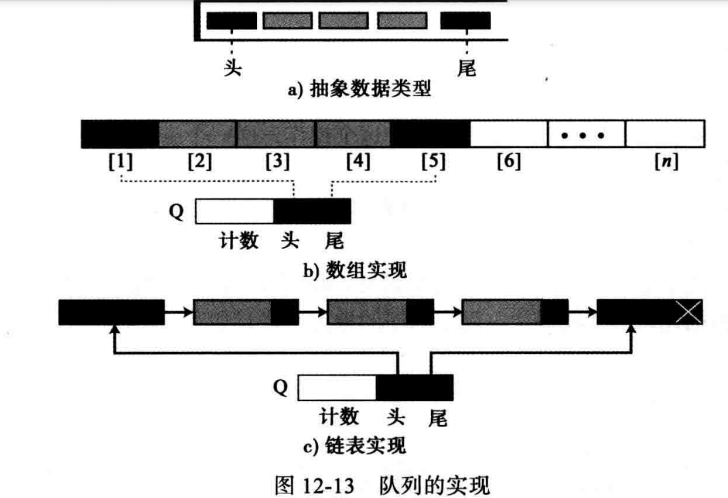 头 尾
a) 抽象数据类型
• • •
[1] [2] [3] [4] [5] [6] [n]
Q
计数 头 尾
b) 数组实现
Q
计数 头 尾
c) 链表实现
图 12-13 队列的实现